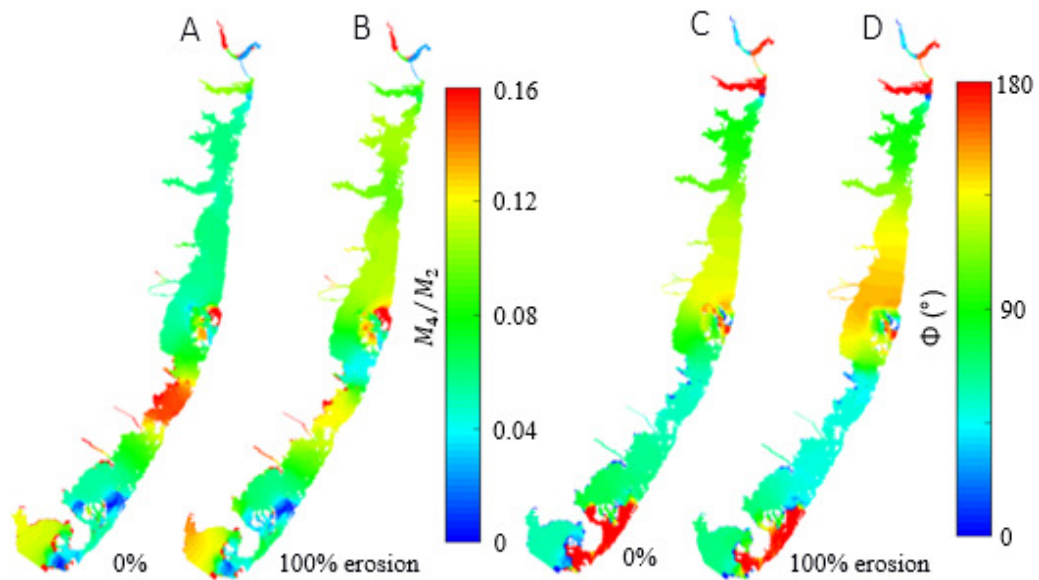 A
B
C
D
0.16
0.12
0.08
0.04
0
M₄/M₂
180
90
0
Φ (°)
0%
100% erosion
0%
100% erosion